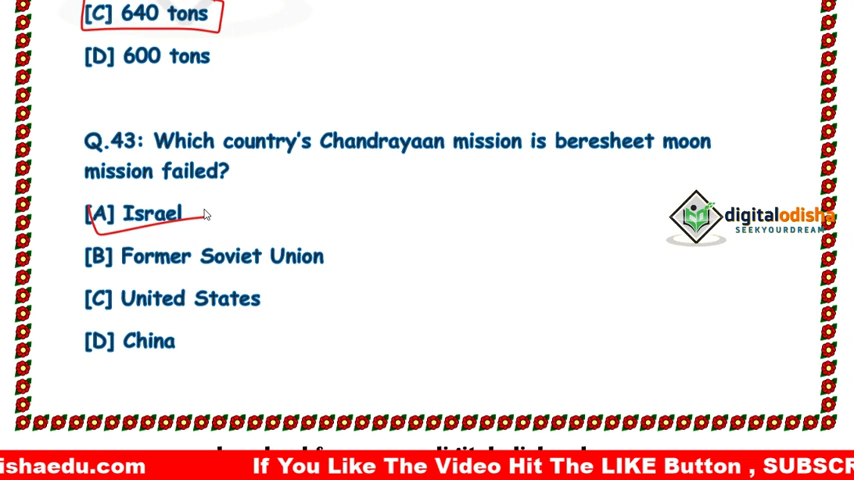 [C] 640 tons
[D] 600 tons
Q.43: Which country's Chandrayaan mission is beresheet moon
mission failed?
[A] Israel
digitalodisha
SEEKYOURDREAM
[B] Former Soviet Union
[C] United States
[D] China
ishaedu.com If You Like The Video Hit The LIKE Button , SUBSCR